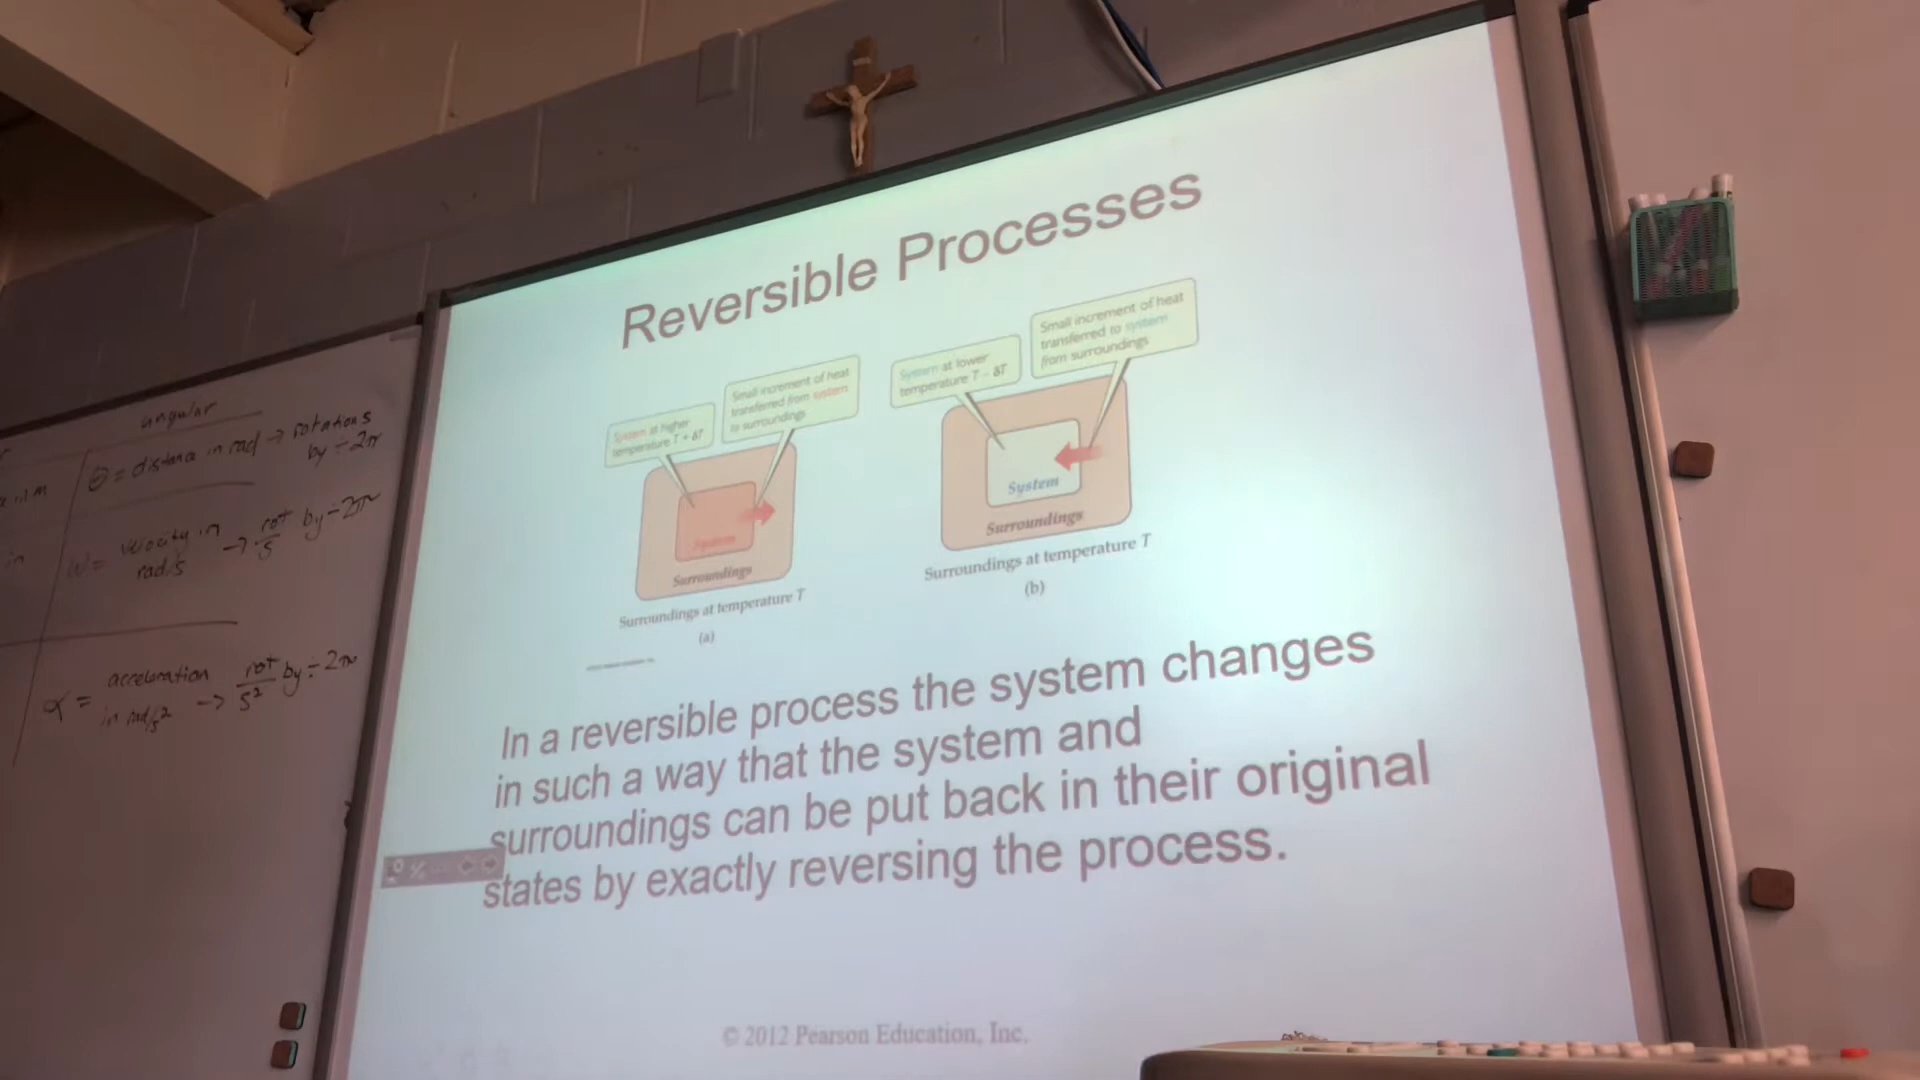 Reversible Processes
System at higher
temperature T + δT
Small increment of heat
transferred from system
to surroundings
System at lower
temperature T − δT
Small increment of heat
transferred to system
from surroundings
System
Surroundings
Surroundings at temperature T
(a)
System
Surroundings
Surroundings at temperature T
(b)
In a reversible process the system changes
in such a way that the system and
surroundings can be put back in their original
states by exactly reversing the process.
© 2012 Pearson Education, Inc.
angular
θ = distance in rad → rotations
by ÷ 2π
in m
in
ω = velocity in
rad/s → rot/s by ÷ 2π
α = acceleration
in rad/s² → rot/s² by ÷ 2π